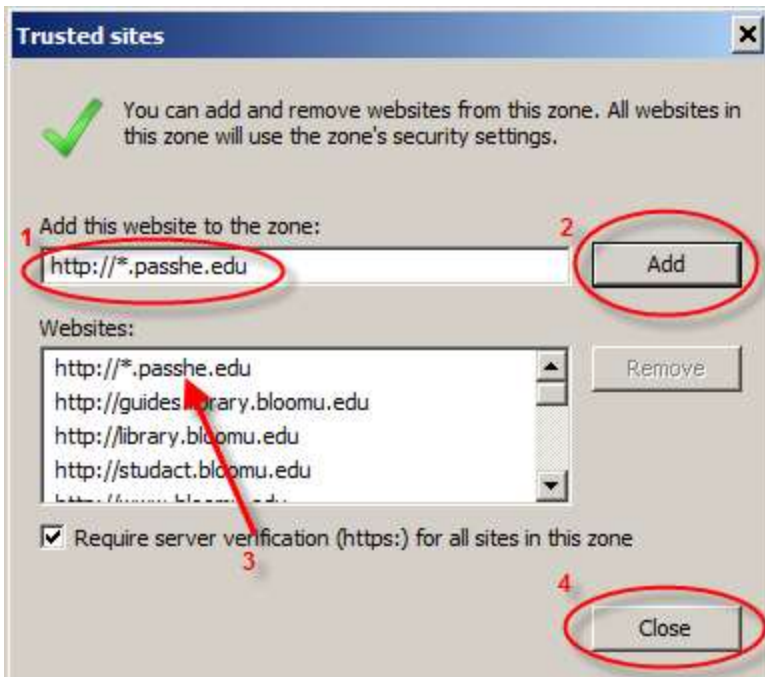 Trusted sites
You can add and remove websites from this zone. All websites in
this zone will use the zone's security settings.
Add this website to the zone:
1
http://*.passhe.edu
2
Add
Websites:
http://*.passhe.edu
http://guides.library.bloomu.edu
http://library.bloomu.edu
http://studact.bloomu.edu
Remove
Require server verification (https:) for all sites in this zone
3
4
Close